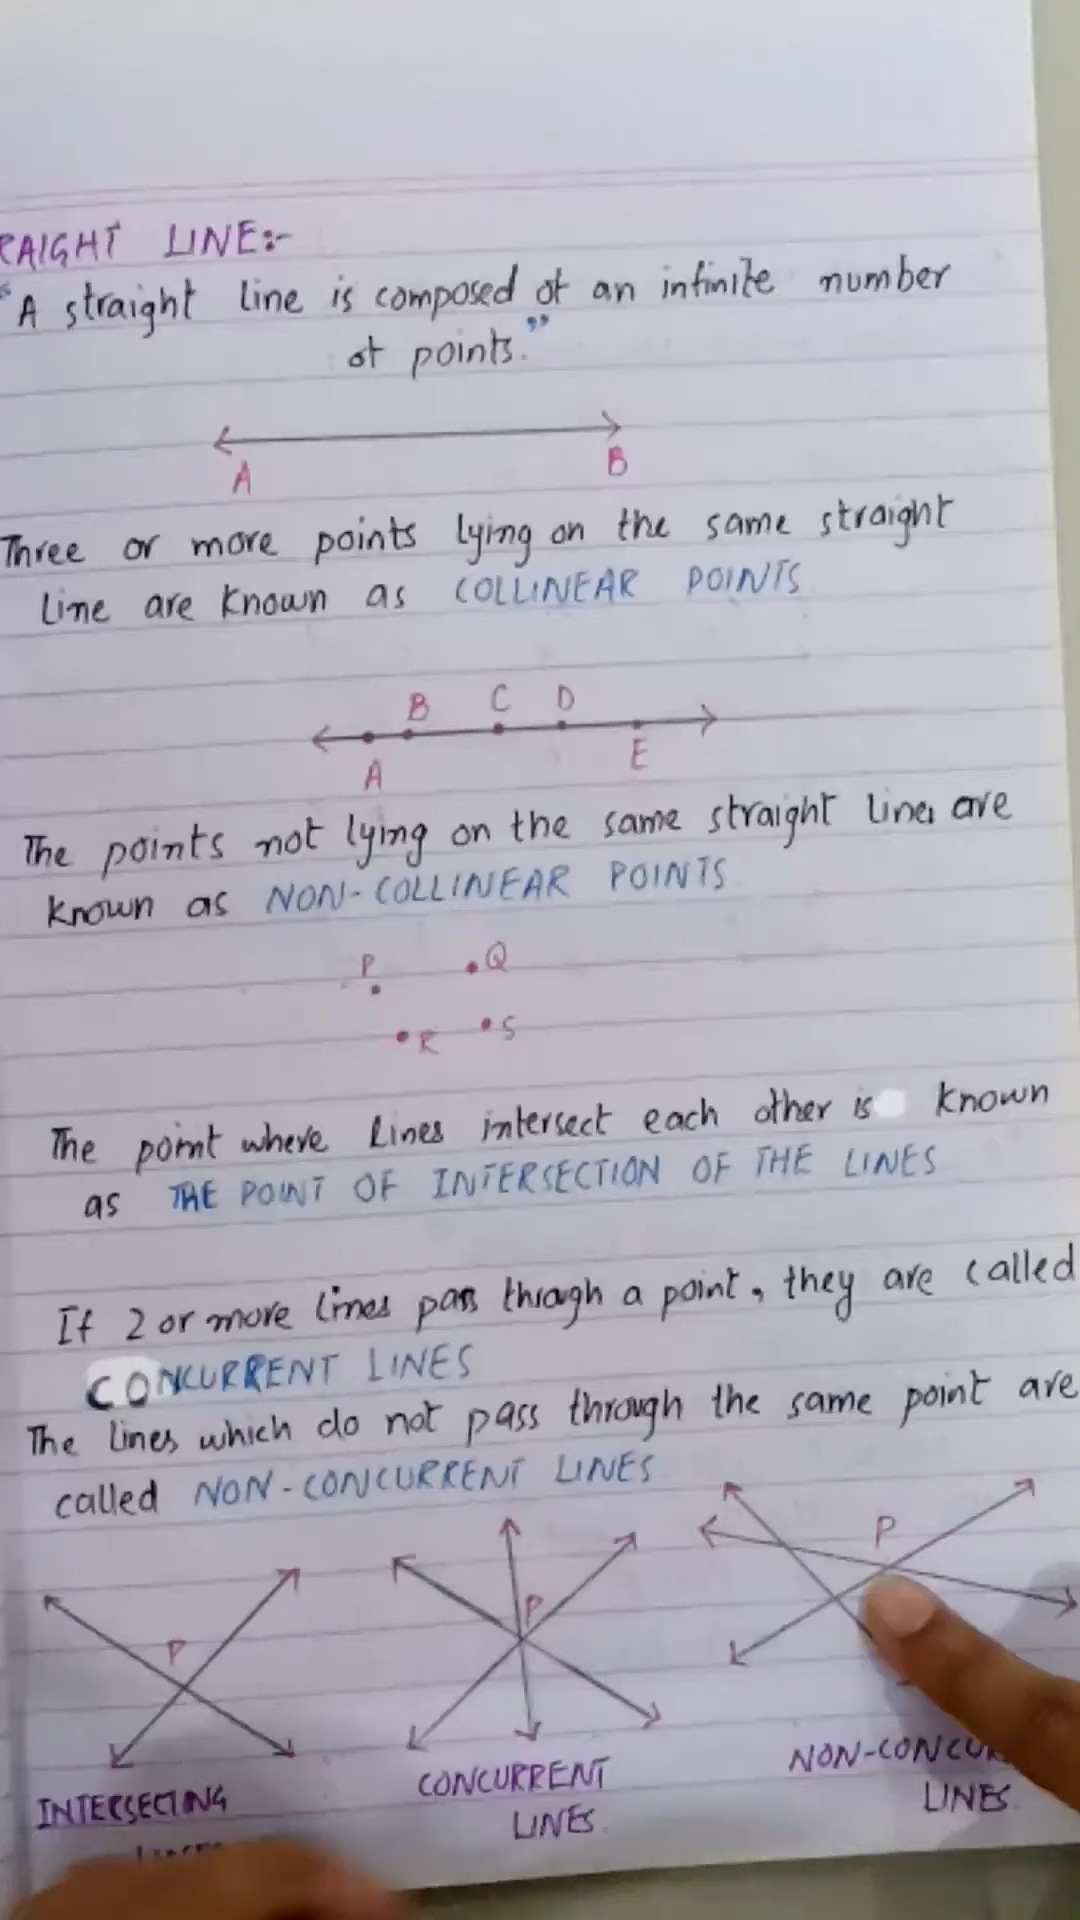 RAIGHT LINE:-
"A straight line is composed of an infinite number
of points."
A B
Three or more points lying on the same straight
line are known as COLLINEAR POINTS
B C D
A E
The points not lying on the same straight line, are
known as NON-COLLINEAR POINTS
P Q
R S
The point where lines intersect each other is known
as THE POINT OF INTERSECTION OF THE LINES
If 2 or more lines pass through a point, they are called
CONCURRENT LINES
The lines which do not pass through the same point are
called NON-CONCURRENT LINES
P P P
INTERSECTING CONCURRENT NON-CONCU
LINES LINES